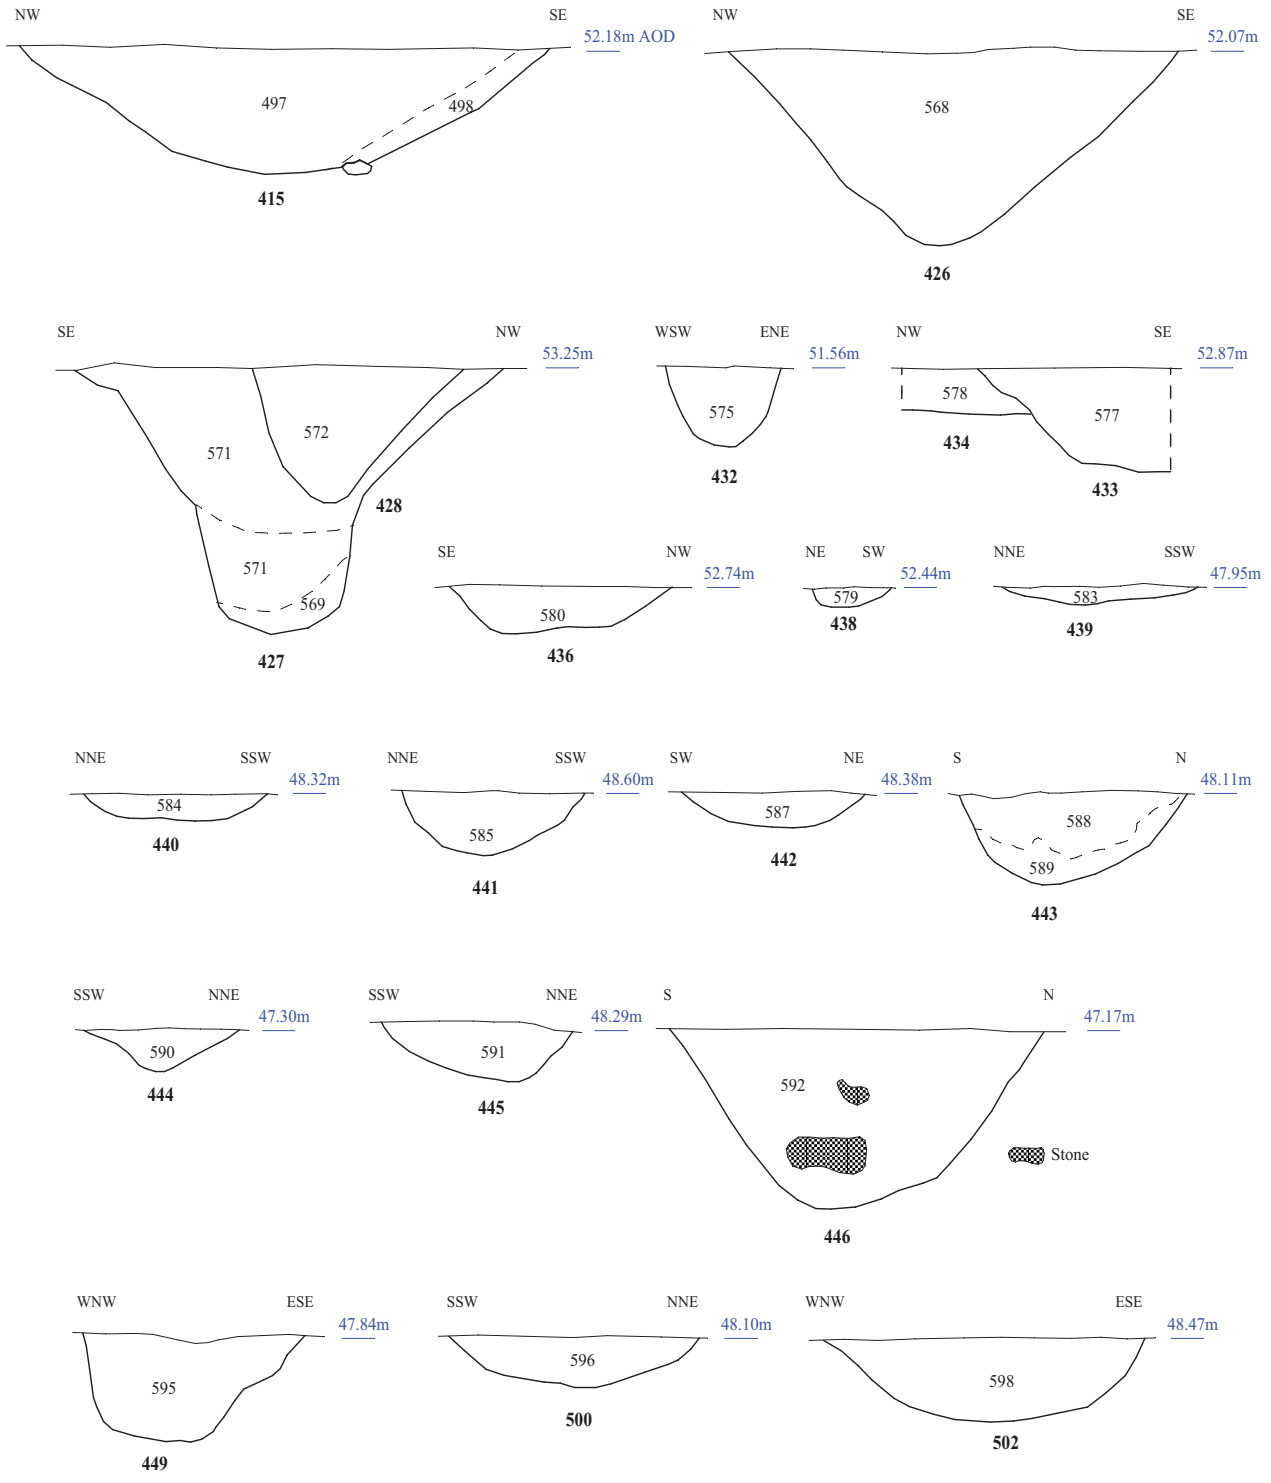 NW SE
52.18m AOD
497
498
415
NW SE
52.07m
568
426
SE NW
53.25m
571
572
428
571
569
427
WSW ENE
51.56m
575
432
NW SE
52.87m
578
577
434
433
SE NW
52.74m
580
436
NE SW
52.44m
579
438
NNE SSW
47.95m
583
439
NNE SSW
48.32m
584
440
NNE SSW
48.60m
585
441
SW NE
48.38m
587
442
S N
48.11m
588
589
443
SSW NNE
47.30m
590
444
SSW NNE
48.29m
591
445
S N
47.17m
592
446
Stone
WNW ESE
47.84m
595
449
SSW NNE
48.10m
596
500
WNW ESE
48.47m
598
502